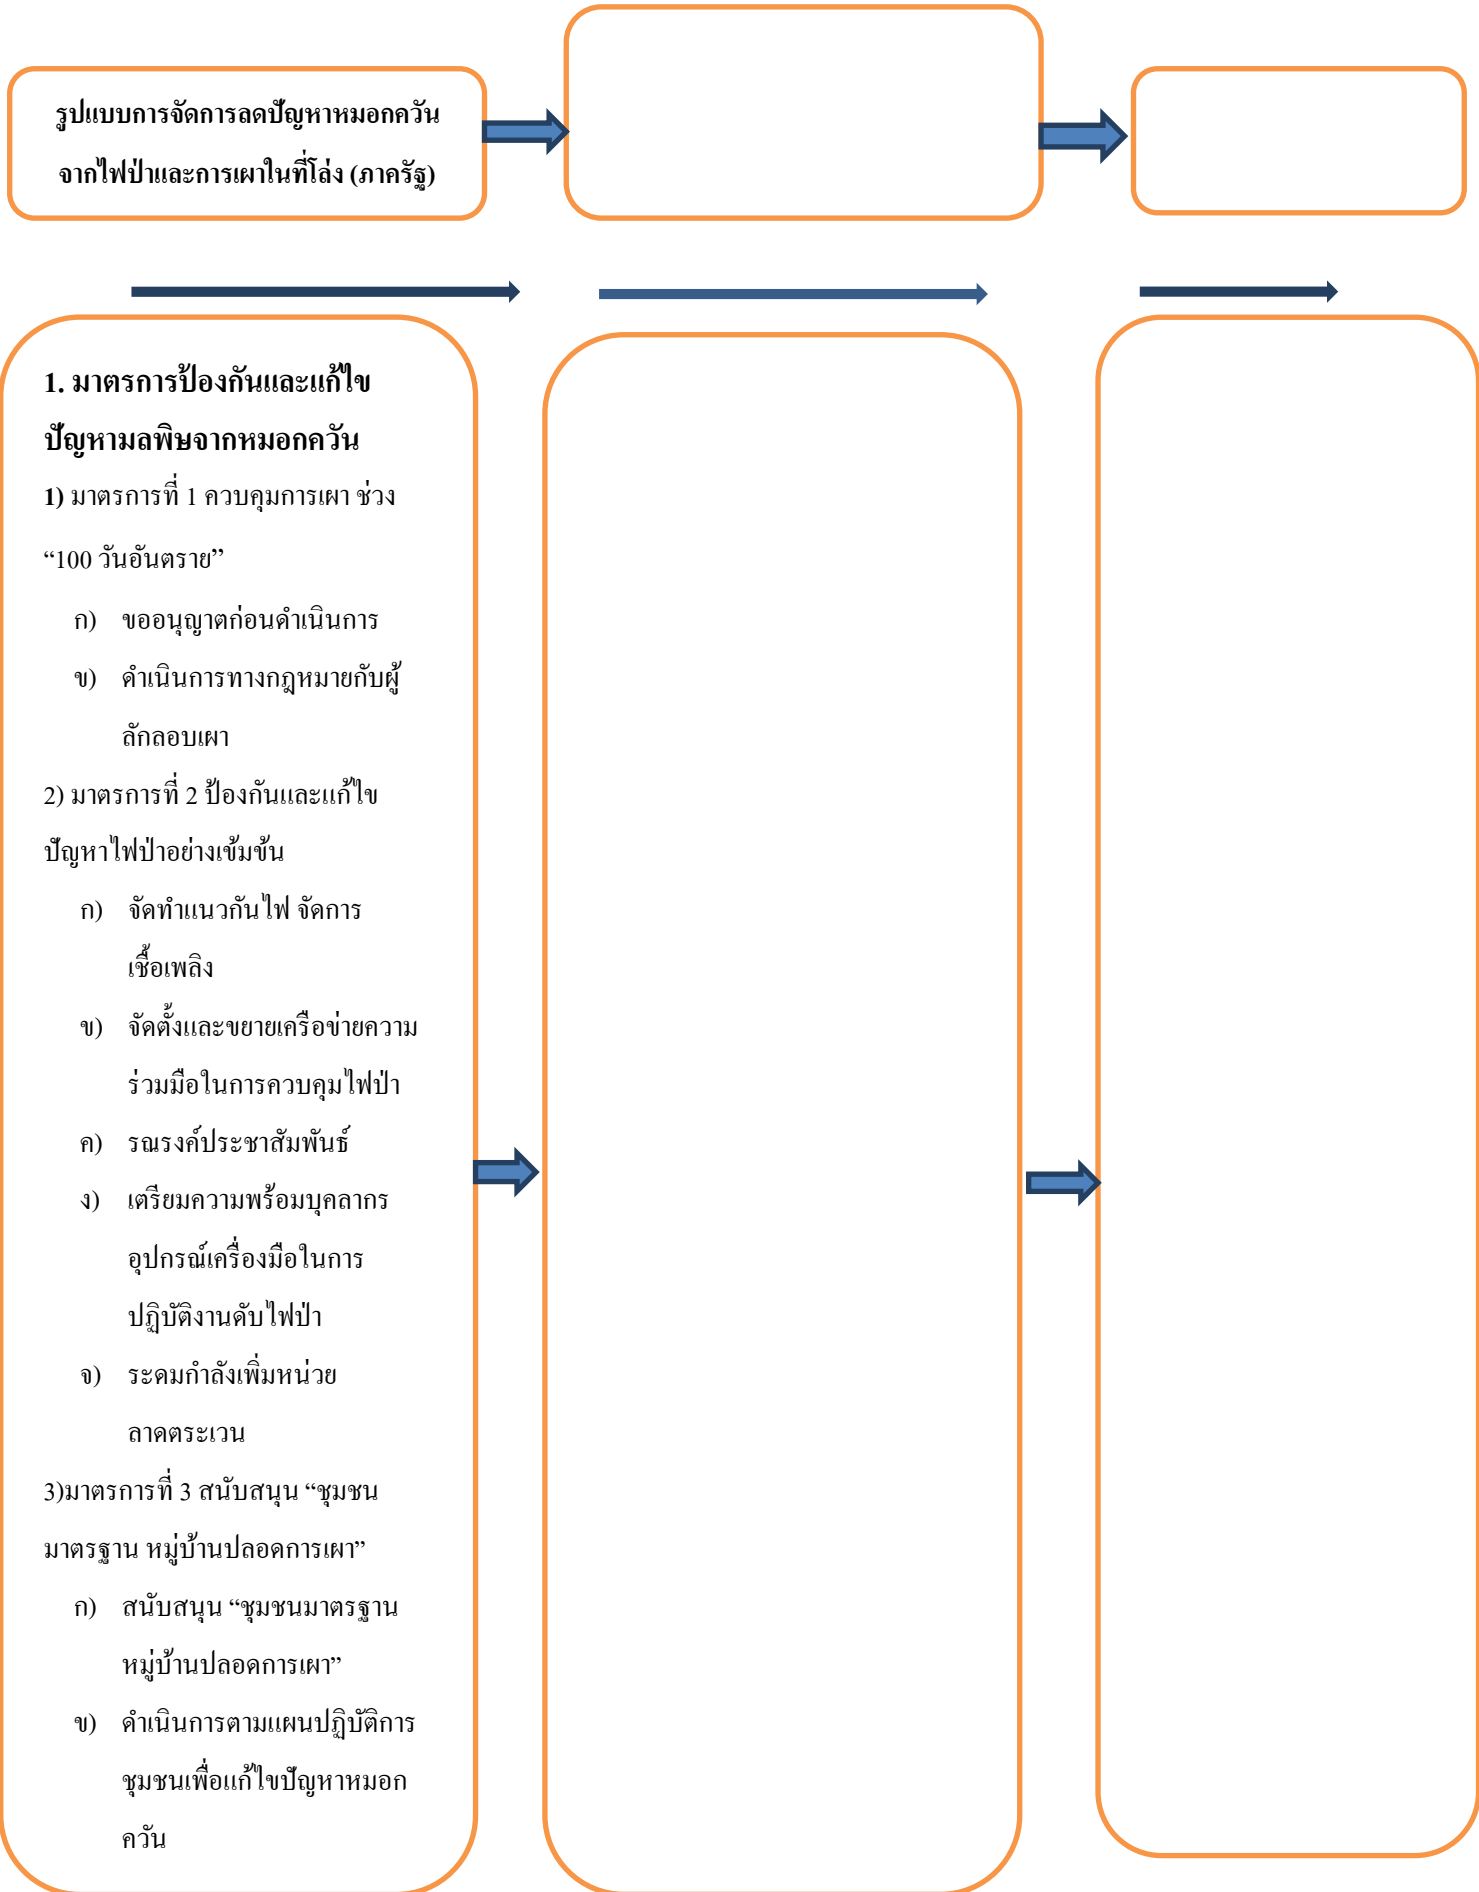 รูปแบบการจัดการลดปัญหาหมอกควัน
จากไฟป่าและการเผาในที่โล่ง (ภาครัฐ)
1. มาตรการป้องกันและแก้ไข
ปัญหามลพิษจากหมอกควัน
1) มาตรการที่ 1 ควบคุมการเผา ช่วง
“100 วันอันตราย”
ก) ขออนุญาตก่อนดำเนินการ
ข) ดำเนินการทางกฎหมายกับผู้
ลักลอบเผา
2) มาตรการที่ 2 ป้องกันและแก้ไข
ปัญหาไฟป่าอย่างเข้มข้น
ก) จัดทำแนวกันไฟ จัดการ
เชื้อเพลิง
ข) จัดตั้งและขยายเครือข่ายความ
ร่วมมือในการควบคุมไฟป่า
ค) รณรงค์ประชาสัมพันธ์
ง) เตรียมความพร้อมบุคลากร
อุปกรณ์เครื่องมือในการ
ปฏิบัติงานดับไฟป่า
จ) ระดมกำลังเพิ่มหน่วย
ลาดตระเวน
3)มาตรการที่ 3 สนับสนุน “ชุมชน
มาตรฐาน หมู่บ้านปลอดการเผา”
ก) สนับสนุน “ชุมชนมาตรฐาน
หมู่บ้านปลอดการเผา”
ข) ดำเนินการตามแผนปฏิบัติการ
ชุมชนเพื่อแก้ไขปัญหาหมอก
ควัน